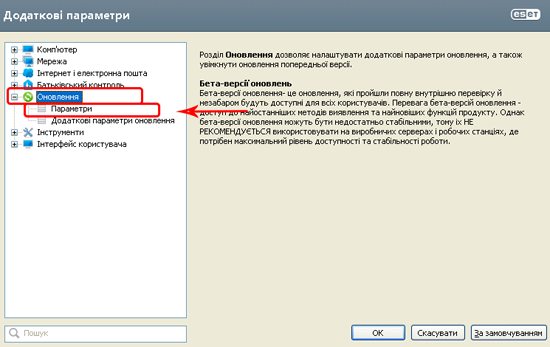 Додаткові параметри
eset
Комп'ютер
Мережа
Інтернет і електронна пошта
Батьківський контроль
Оновлення
Параметри
Додаткові параметри оновлення
Інструменти
Інтерфейс користувача
Розділ Оновлення дозволяє налаштувати додаткові параметри оновлення, а також
увікнути оновлення попередньої версії.
Бета-версії оновлень
Бета-версії оновлень- це оновлення, які пройшли повну внутрішню перевірку й
незабаром будуть доступні для всіх користувачів. Перевага бета-версій оновлення -
доступ до найостанніших методів виявлення та найновіших функцій продукту. Однак
бета-версії оновлення можуть бути недостатньо стабільними, тому їх НЕ
РЕКОМЕНДУЄТЬСЯ використовувати на виробничих серверах і робочих станціях, де
потрібен максимальний рівень доступності та стабільності роботи.
Пошук
ОК
Скасувати
За замовчуванням